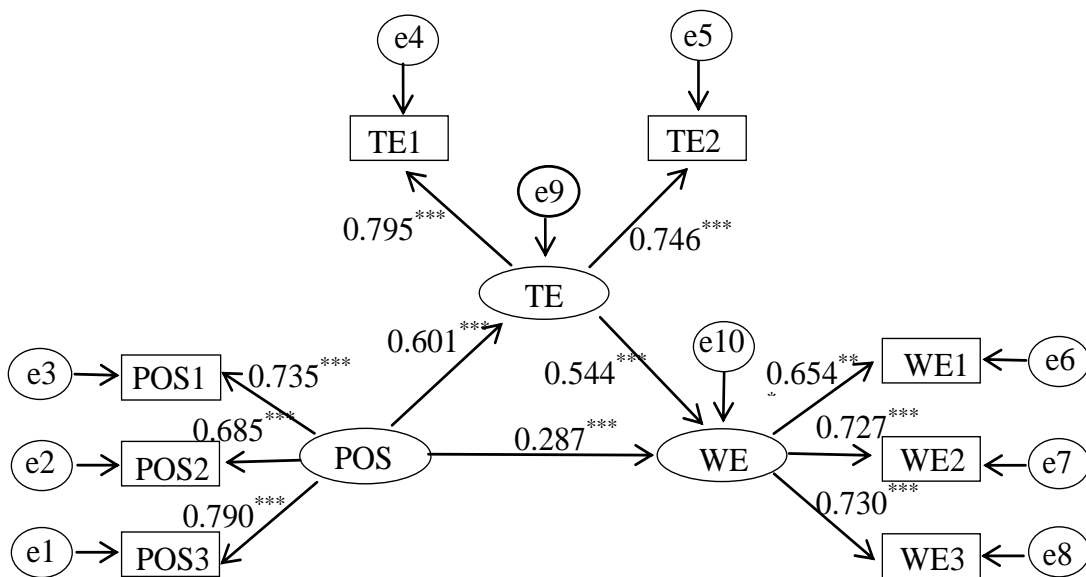 e4
e5
TE1
TE2
e9
0.795***
0.746***
TE
0.601***
e10
e3
POS1
0.735***
0.544***
0.654**
*
WE1
e6
0.685***
0.727***
e2
POS2
POS
0.287***
WE
WE2
e7
0.790***
0.730***
e1
POS3
WE3
e8